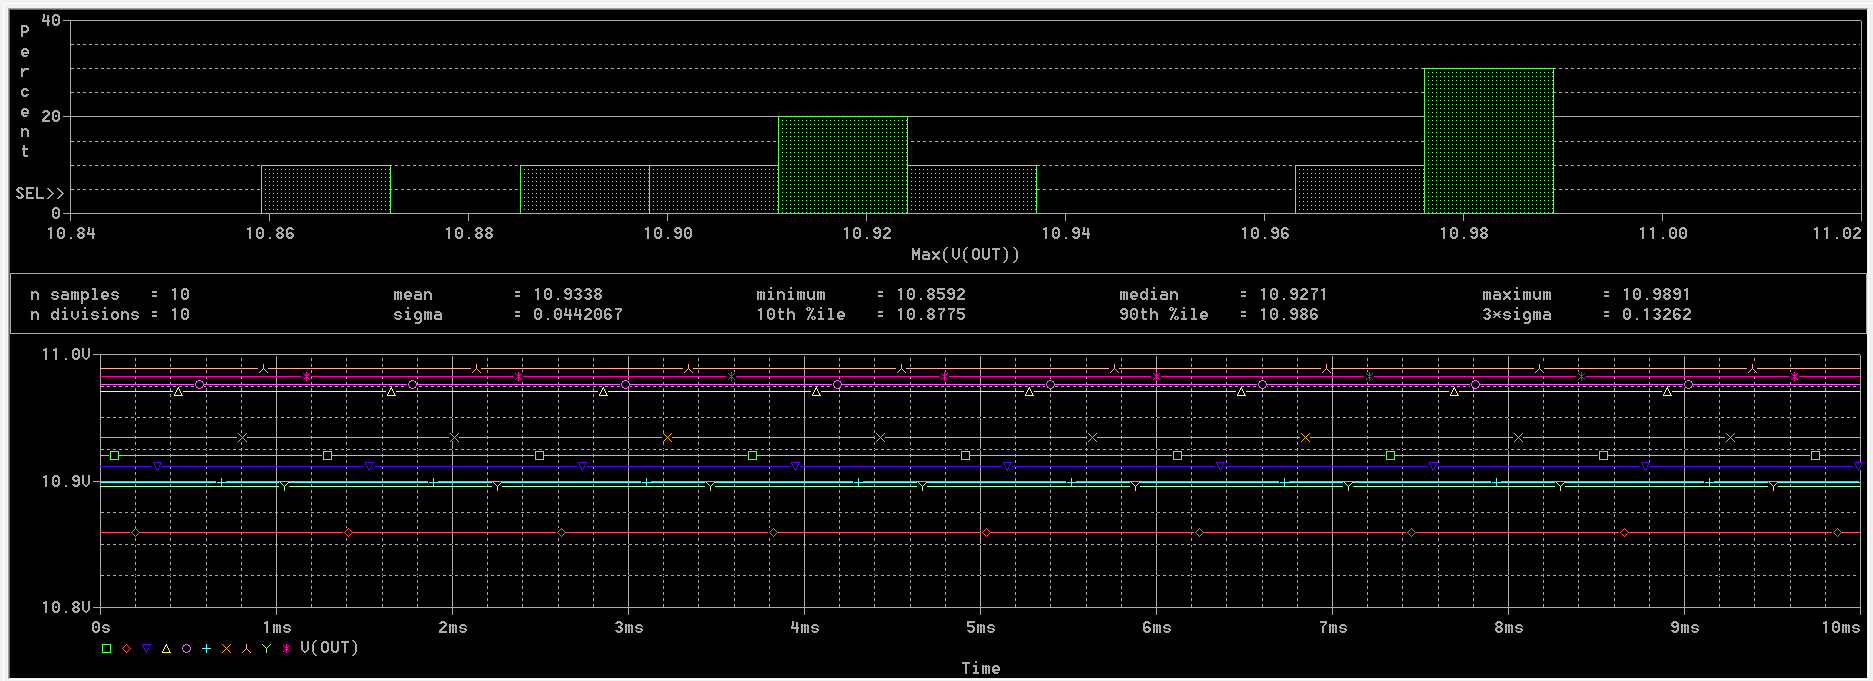 40
Percent
20
SEL>>
0
10.84 10.86 10.88 10.90 10.92 10.94 10.96 10.98 11.00 11.02
Max(V(OUT))
n samples = 10 mean = 10.9338 minimum = 10.8592 median = 10.9271 maximum = 10.9891
n divisions = 10 sigma = 0.0442067 10th %ile = 10.8775 90th %ile = 10.986 3*sigma = 0.13262
11.0V
10.9V
10.8V
0s 1ms 2ms 3ms 4ms 5ms 6ms 7ms 8ms 9ms 10ms
V(OUT)
Time